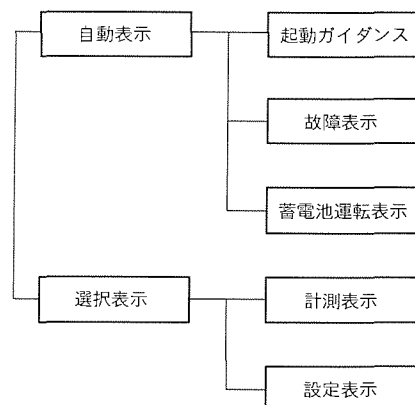 自動表示
起動ガイダンス
故障表示
蓄電池運転表示
選択表示
計測表示
設定表示